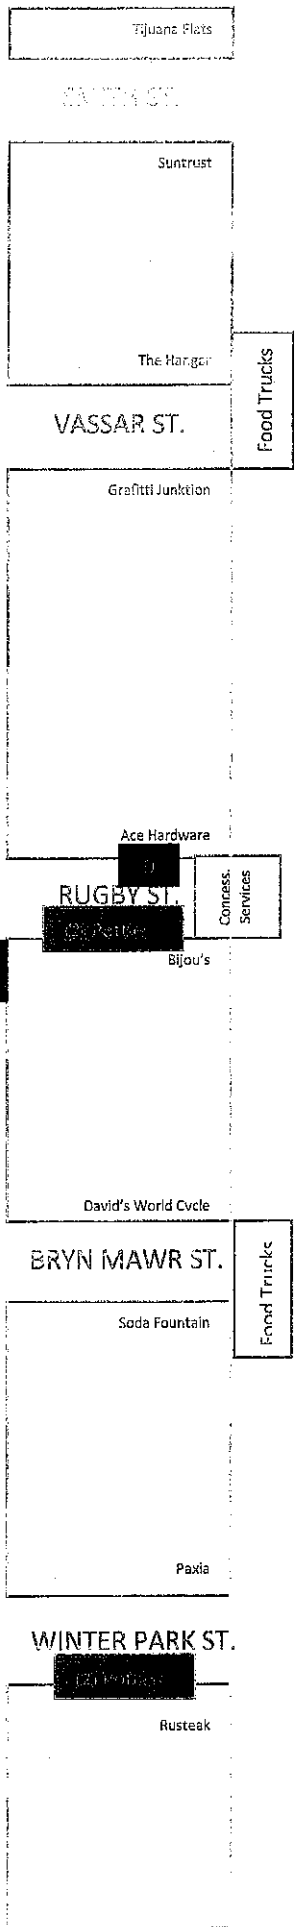 Tijuana Flats
Suntrust
The Hangar
Food Trucks
VASSAR ST.
Grafitti Junktion
Ace Hardware
RUGBY ST.
Concess.
Services
Bijou's
David's World Cycle
BRYN MAWR ST.
Food Trucks
Soda Fountain
Paxia
WINTER PARK ST.
Rusteak